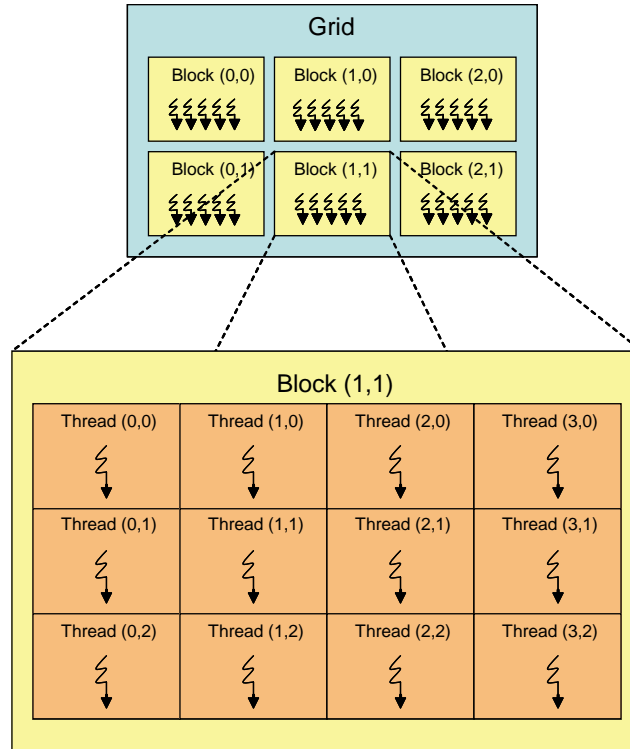 Grid
Block (0,0)
Block (1,0)
Block (2,0)
Block (0,1)
Block (1,1)
Block (2,1)
Block (1,1)
Thread (0,0)
Thread (1,0)
Thread (2,0)
Thread (3,0)
Thread (0,1)
Thread (1,1)
Thread (2,1)
Thread (3,1)
Thread (0,2)
Thread (1,2)
Thread (2,2)
Thread (3,2)